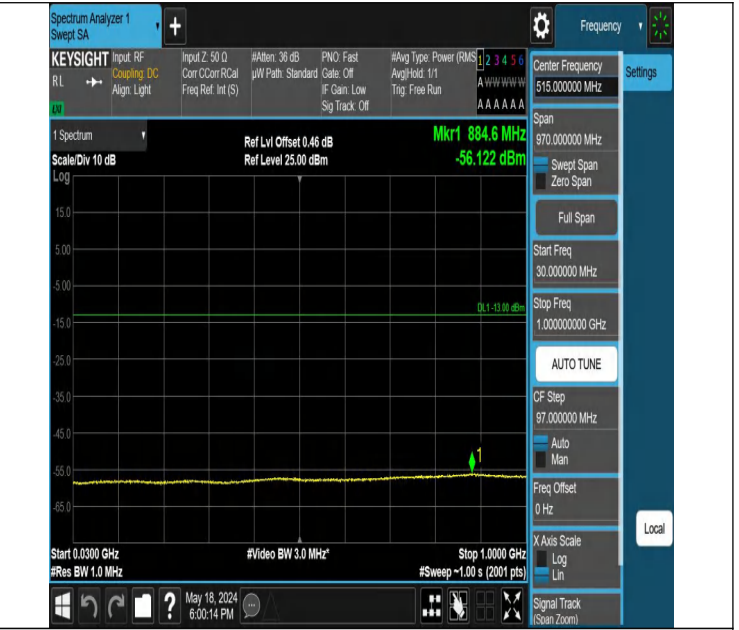 Spectrum Analyzer 1
Swept SA
Frequency
KEYSIGHT
RL
Input: RF
Coupling: DC
Align: Light
Input Z: 50 Ω
Corr CCorr RCal
Freq Ref: Int (S)
#Atten: 36 dB
µW Path: Standard
PNO: Fast
Gate: Off
IF Gain: Low
Sig Track: Off
#Avg Type: Power (RMS
Avg|Hold: 1/1
Trig: Free Run
1 2 3 4 5 6
A W W W W W
A A A A A A
1 Spectrum
Scale/Div 10 dB
Log
Ref Lvl Offset 0.46 dB
Ref Level 25.00 dBm
Mkr1 884.6 MHz
-56.122 dBm
15.0
5.00
-5.00
DL1 -13.00 dBm
-15.0
-25.0
-35.0
-45.0
1
-55.0
-65.0
Start 0.0300 GHz
#Res BW 1.0 MHz
#Video BW 3.0 MHz*
Stop 1.0000 GHz
#Sweep ~1.00 s (2001 pts)
May 18, 2024
6:00:14 PM
Center Frequency
515.000000 MHz
Settings
Span
970.000000 MHz
Swept Span
Zero Span
Full Span
Start Freq
30.000000 MHz
Stop Freq
1.000000000 GHz
AUTO TUNE
CF Step
97.000000 MHz
Auto
Man
Freq Offset
0 Hz
Local
X Axis Scale
Log
Lin
Signal Track
(Span Zoom)